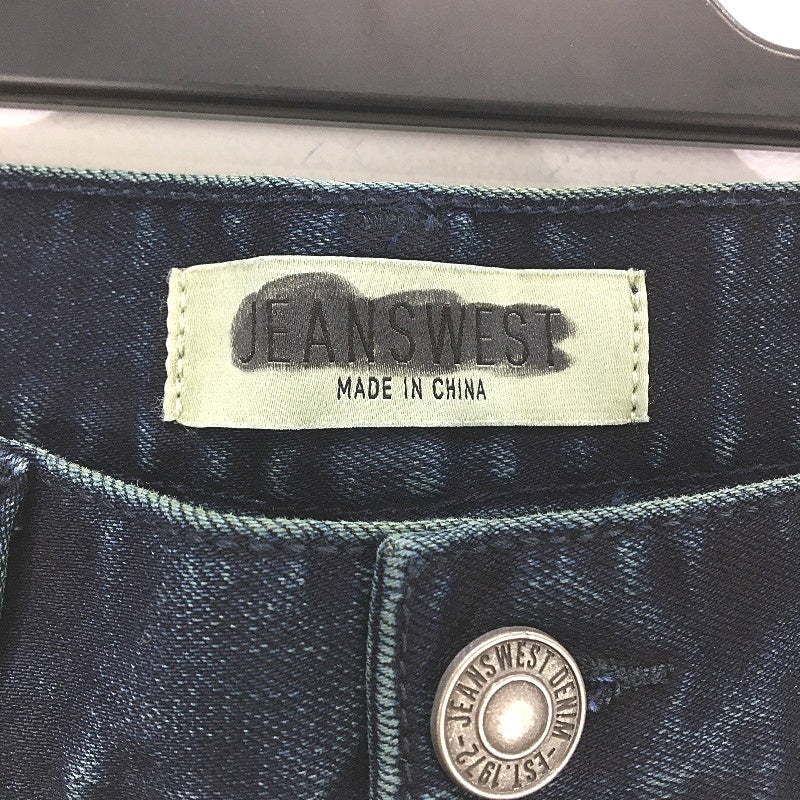 JEANSWEST
MADE IN CHINA
JEANSWEST DENIM
-EST.1972-